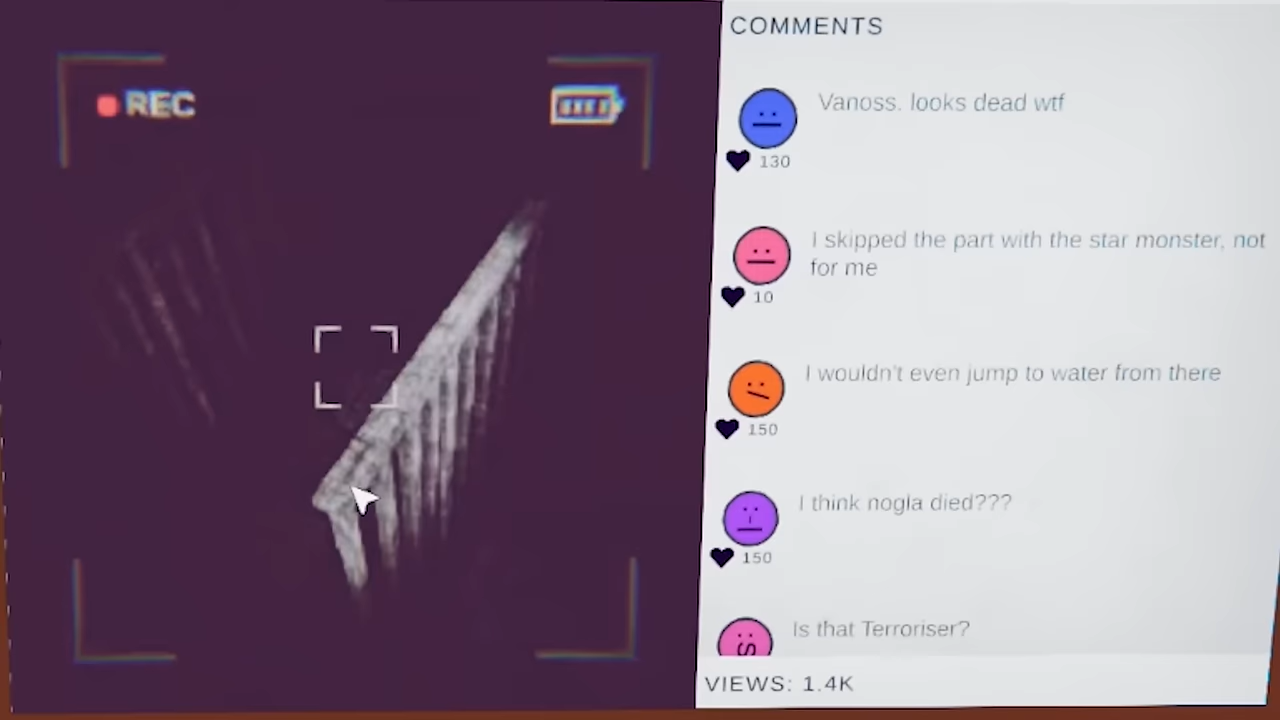 REC
COMMENTS
Vanoss. looks dead wtf
130
I skipped the part with the star monster, not
for me
10
I wouldn't even jump to water from there
150
I think nogla died???
150
Is that Terroriser?
VIEWS: 1.4K